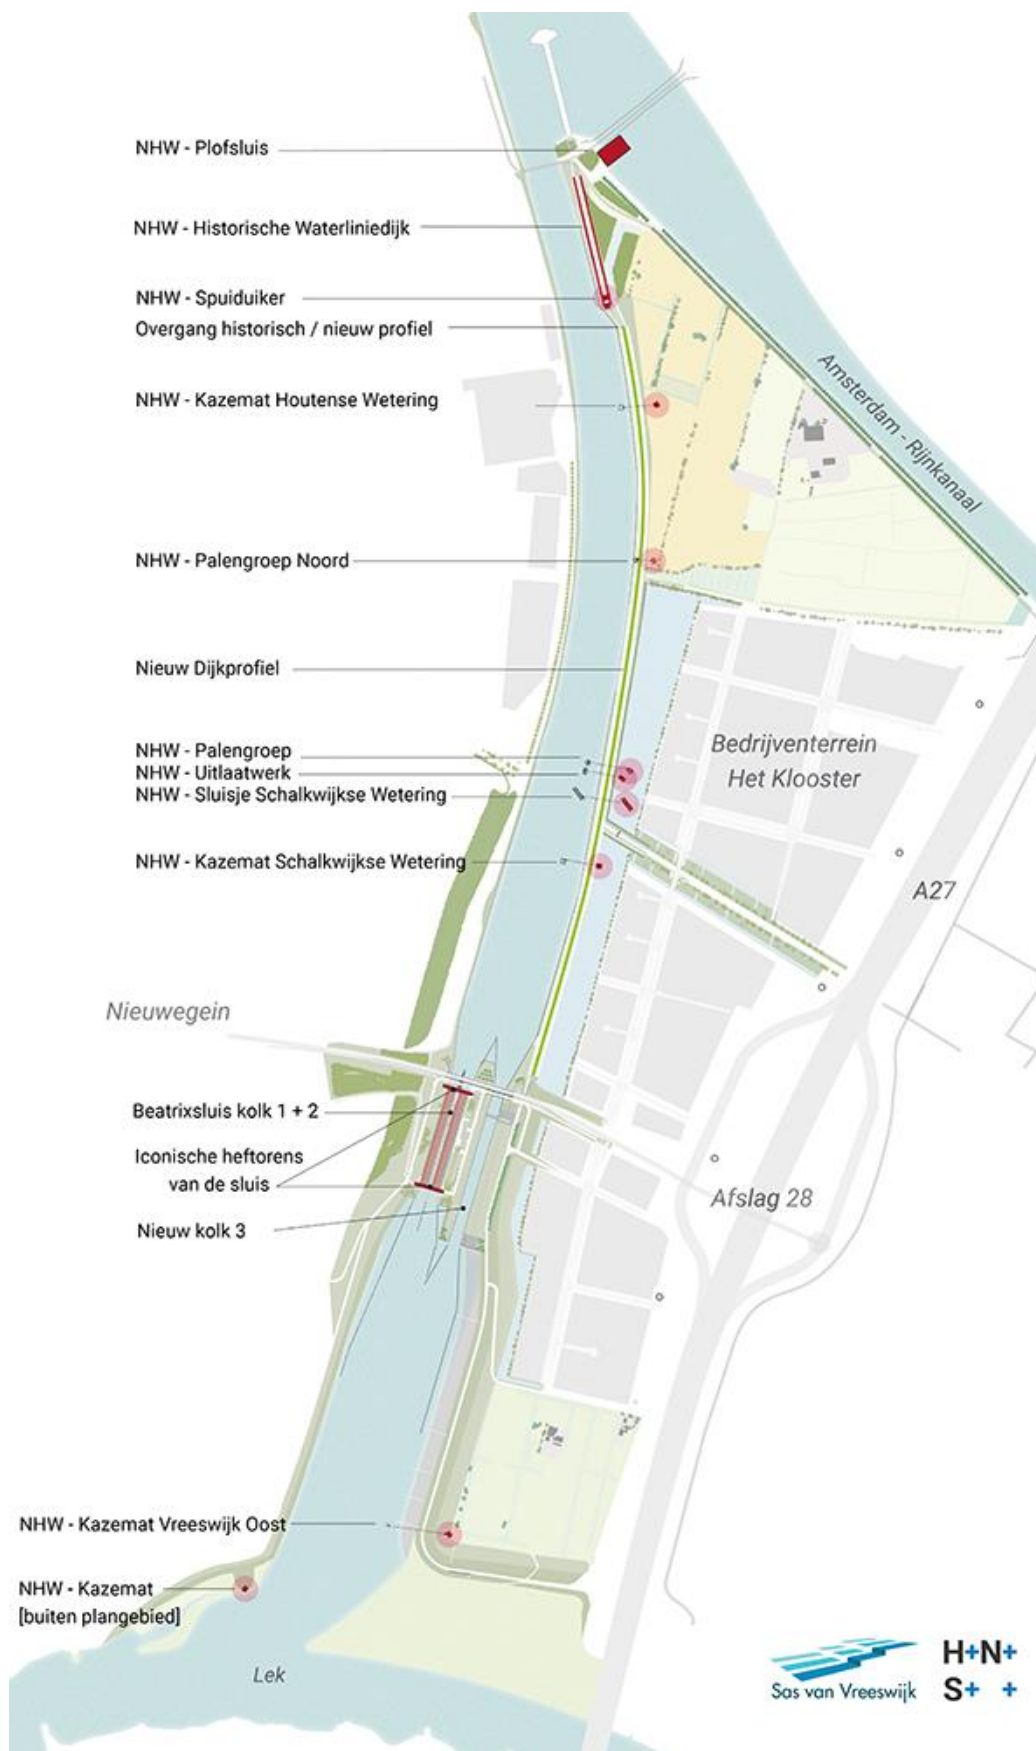 NHW - Plofsluis
NHW - Historische Waterliniedijk
NHW - Spuiduiker
Overgang historisch / nieuw profiel
Amsterdam - Rijnkanaal
NHW - Kazemat Houtense Wetering
NHW - Palengroep Noord
Nieuw Dijkprofiel
Bedrijventerrein
Het Klooster
NHW - Palengroep
NHW - Uitlaatwerk
NHW - Sluisje Schalkwijkse Wetering
NHW - Kazemat Schalkwijkse Wetering
A27
Nieuwegein
Beatrixsluis kolk 1 + 2
Iconische heftorens
van de sluis
Afslag 28
Nieuw kolk 3
NHW - Kazemat Vreeswijk Oost
NHW - Kazemat
[buiten plangebied]
Lek
Sas van Vreeswijk
H+N+
S+ +